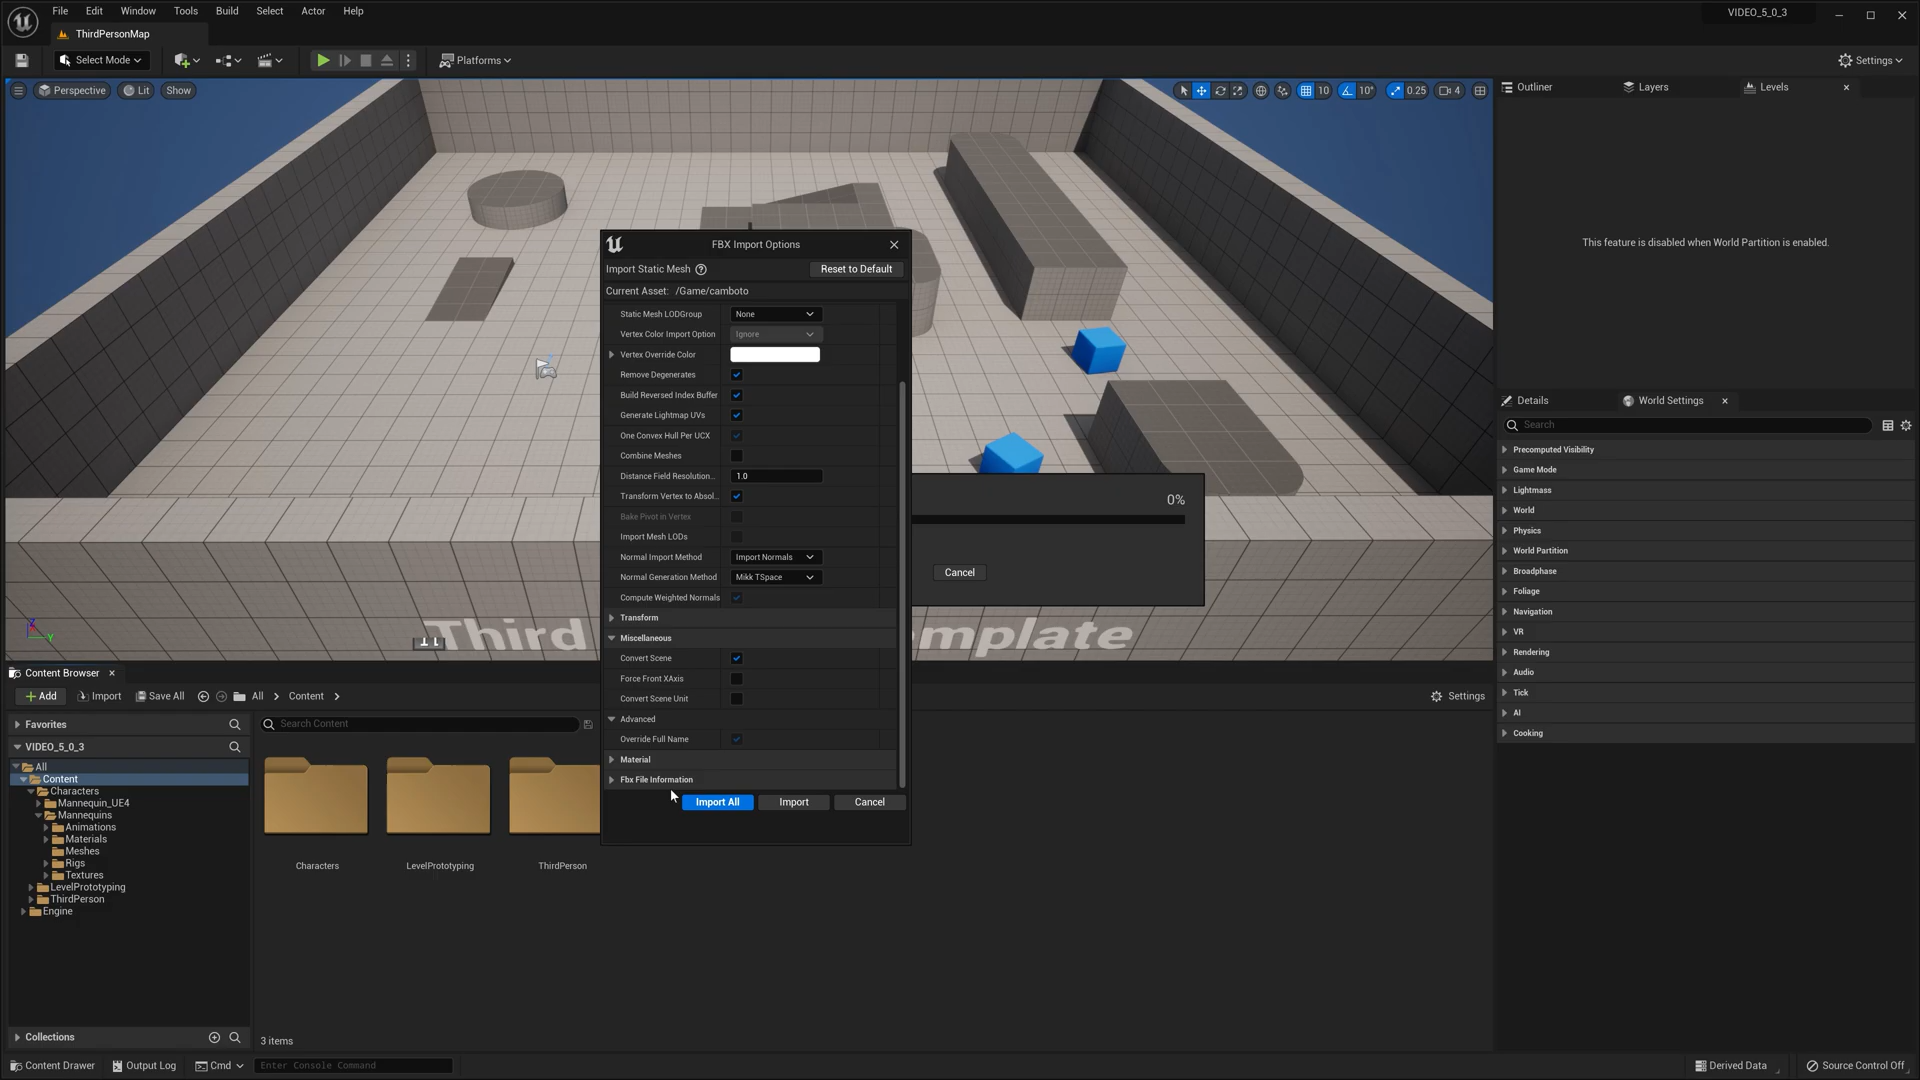 File Edit Window Tools Build Select Actor Help
VIDEO_5_0_3
ThirdPersonMap
Select Mode
Platforms
Settings
Perspective
Lit
Show
10
10°
0.25
4
Outliner
Layers
Levels
This feature is disabled when World Partition is enabled.
FBX Import Options
Import Static Mesh
Reset to Default
Current Asset: /Game/camboto
Static Mesh LODGroup None
Vertex Color Import Option Ignore
Vertex Override Color
Remove Degenerates
Build Reversed Index Buffer
Generate Lightmap UVs
One Convex Hull Per UCX
Combine Meshes
Distance Field Resolution... 1.0
Transform Vertex to Absol...
Bake Pivot in Vertex
Import Mesh LODs
Normal Import Method Import Normals
Normal Generation Method Mikk TSpace
Compute Weighted Normals
Transform
Miscellaneous
Convert Scene
Force Front XAxis
Convert Scene Unit
Advanced
Override Full Name
Material
Fbx File Information
Import All
Import
Cancel
0%
Cancel
Third
mplate
Z
Y
Details
World Settings
Search
Precomputed Visibility
Game Mode
Lightmass
World
Physics
World Partition
Broadphase
Foliage
Navigation
VR
Rendering
Audio
Tick
AI
Cooking
Content Browser
Add
Import
Save All
All
Content
Settings
Favorites
Search Content
VIDEO_5_0_3
All
Content
Characters
Mannequin_UE4
Mannequins
Animations
Materials
Meshes
Rigs
Textures
LevelPrototyping
ThirdPerson
Engine
Characters
LevelPrototyping
ThirdPerson
Collections
3 items
Content Drawer
Output Log
Cmd
Enter Console Command
Derived Data
Source Control Off